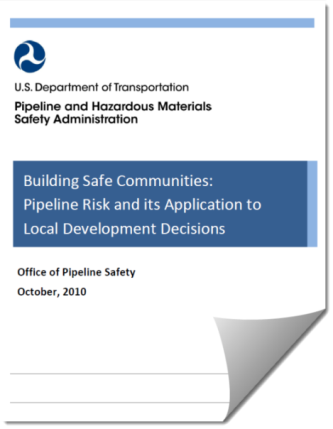 U.S. Department of Transportation
Pipeline and Hazardous Materials
Safety Administration
Building Safe Communities:
Pipeline Risk and its Application to
Local Development Decisions
Office of Pipeline Safety
October, 2010